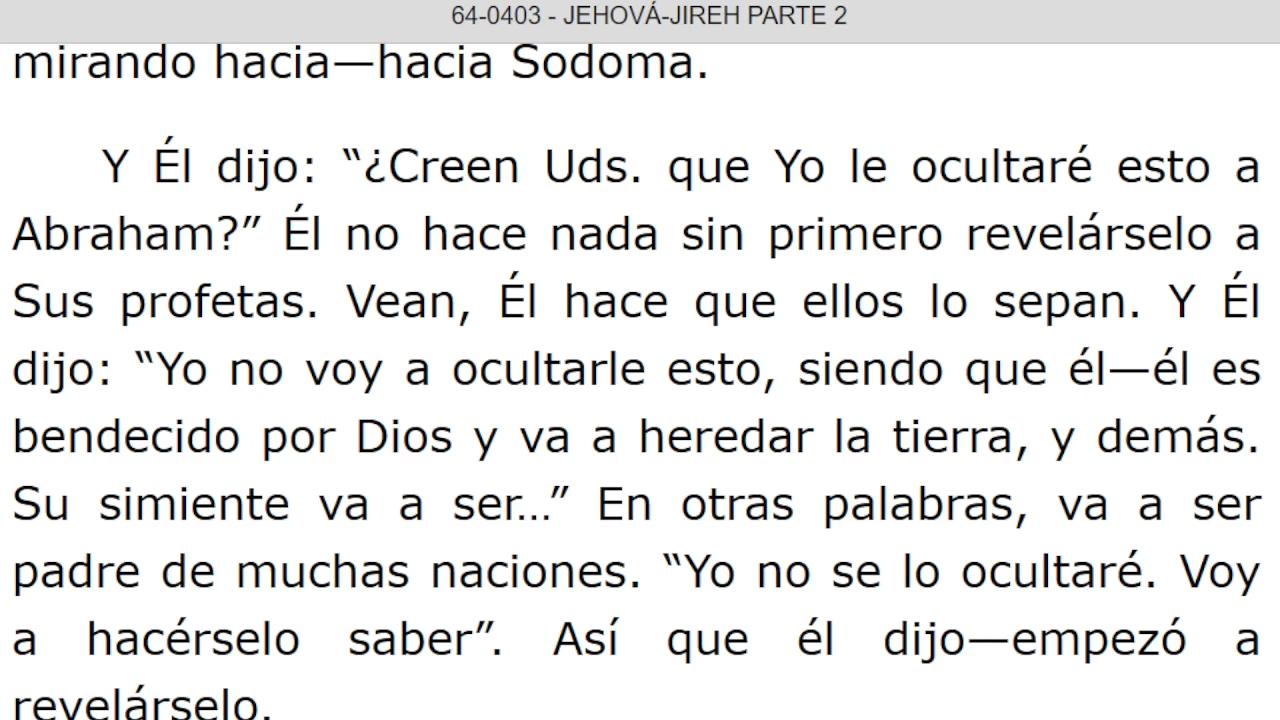 64-0403 - JEHOVÁ-JIREH PARTE 2
mirando hacia—hacia Sodoma.
Y Él dijo: “¿Creen Uds. que Yo le ocultaré esto a
Abraham?” Él no hace nada sin primero revelárselo a
Sus profetas. Vean, Él hace que ellos lo sepan. Y Él
dijo: “Yo no voy a ocultarle esto, siendo que él—él es
bendecido por Dios y va a heredar la tierra, y demás.
Su simiente va a ser…” En otras palabras, va a ser
padre de muchas naciones. “Yo no se lo ocultaré. Voy
a hacérselo saber”. Así que él dijo—empezó a
revelárselo.